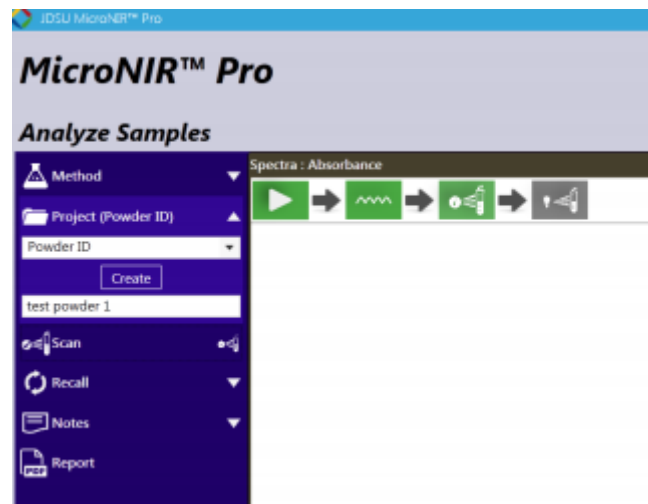 JDSU MicroNIR™ Pro
MicroNIR™ Pro
Analyze Samples
Method
Spectra : Absorbance
Project (Powder ID)
Powder ID
Create
test powder 1
Scan
Recall
Notes
Report
PDF